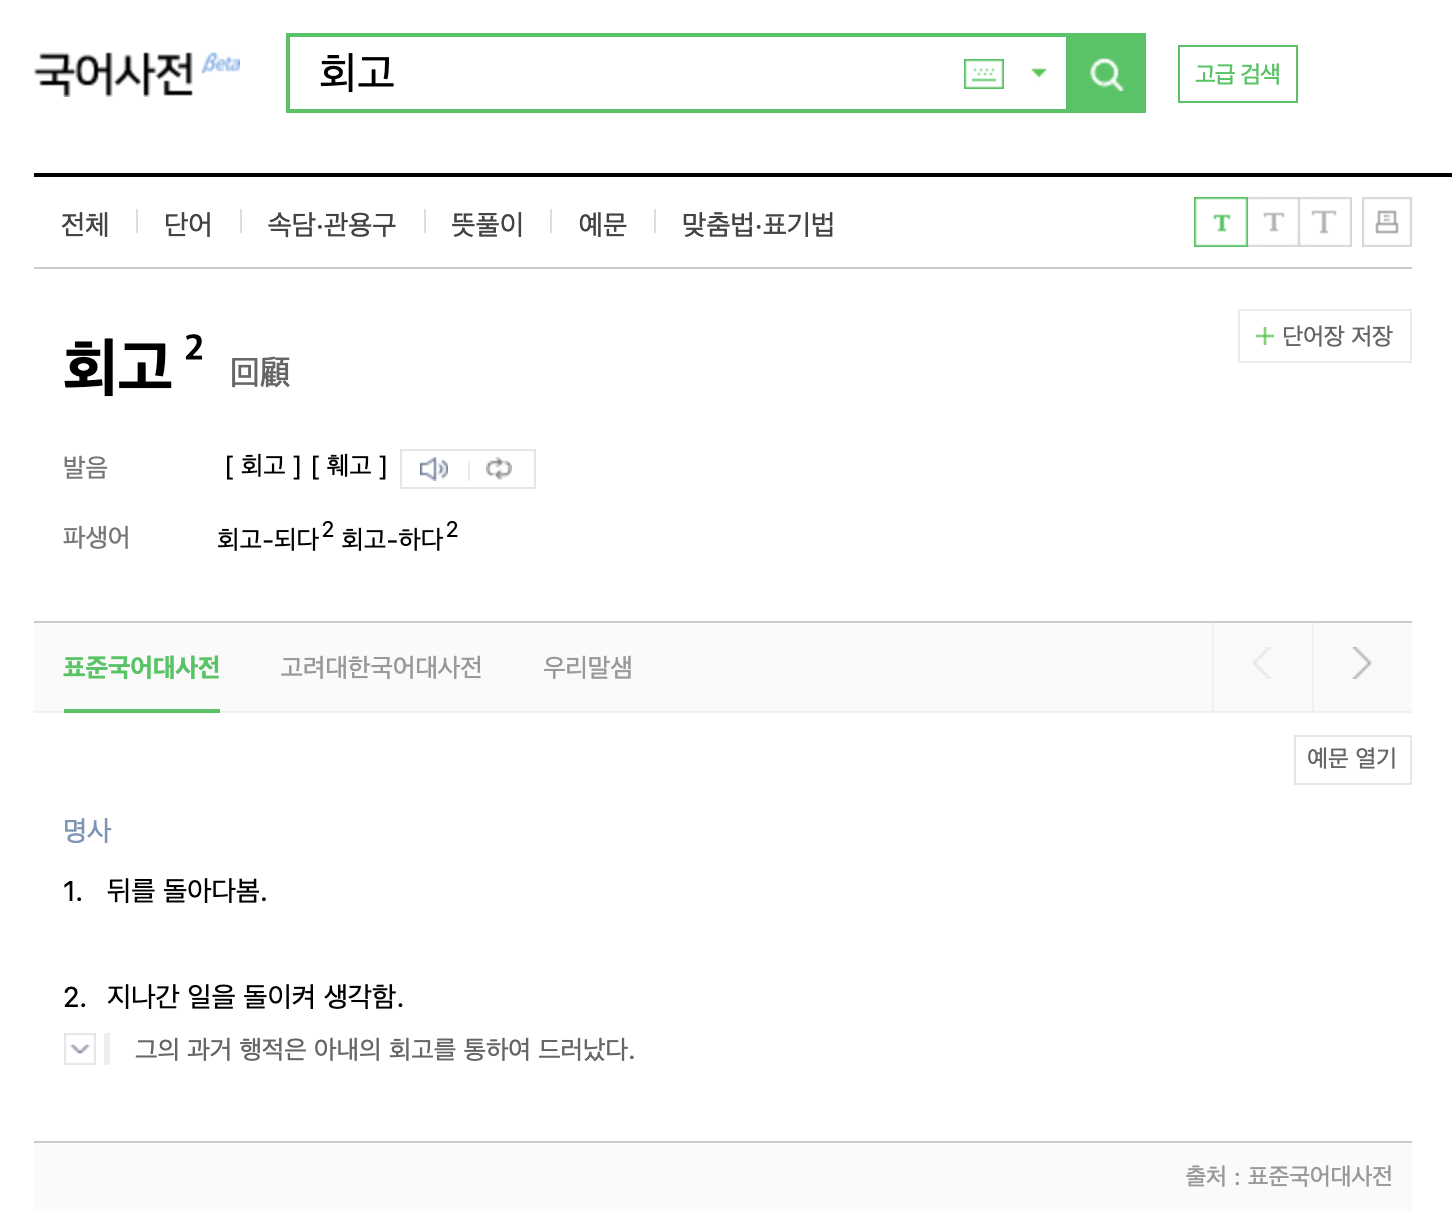 국어사전 Beta 회고 고급 검색
전체 단어 속담·관용구 뜻풀이 예문 맞춤법·표기법 T T T
회고 2 回顧 + 단어장 저장
발음 [ 회고 ] [ 훼고 ]
파생어 회고-되다2 회고-하다2
표준국어대사전 고려대한국어대사전 우리말샘
예문 열기
명사
1. 뒤를 돌아다봄.
2. 지나간 일을 돌이켜 생각함.
그의 과거 행적은 아내의 회고를 통하여 드러났다.
출처 : 표준국어대사전